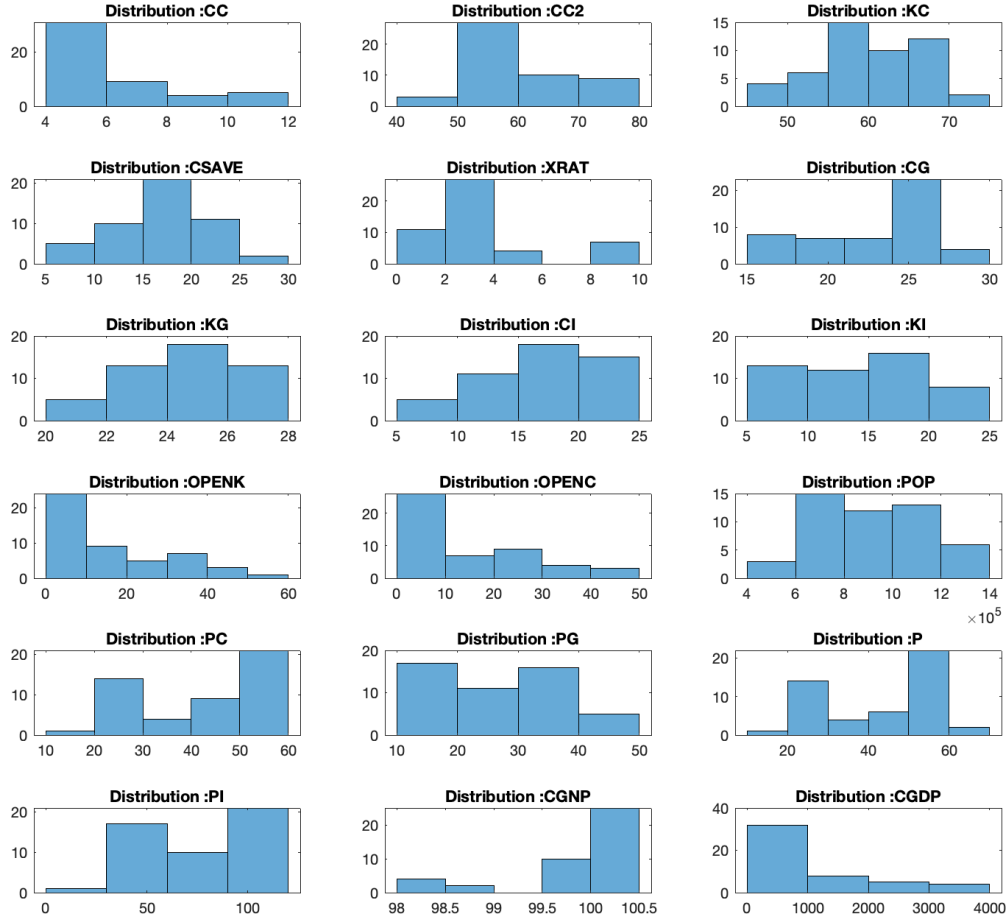 Distribution :CC
20
0
4 6 8 10 12
Distribution :CC2
20
10
0
40 50 60 70 80
Distribution :KC
15
10
5
0
50 60 70
Distribution :CSAVE
20
10
0
5 10 15 20 25 30
Distribution :XRAT
20
10
0
0 2 4 6 8 10
Distribution :CG
20
10
0
15 20 25 30
Distribution :KG
20
10
0
20 22 24 26 28
Distribution :CI
20
10
0
5 10 15 20 25
Distribution :KI
20
10
0
5 10 15 20 25
Distribution :OPENK
20
10
0
0 20 40 60
Distribution :OPENC
20
10
0
0 10 20 30 40 50
Distribution :POP
15
10
5
0
4 6 8 10 12 14
×10^5
Distribution :PC
20
10
0
10 20 30 40 50 60
Distribution :PG
20
10
0
10 20 30 40 50
Distribution :P
20
10
0
20 40 60
Distribution :PI
20
10
0
0 50 100
Distribution :CGNP
20
10
0
98 98.5 99 99.5 100 100.5
Distribution :CGDP
40
20
0
0 1000 2000 3000 4000